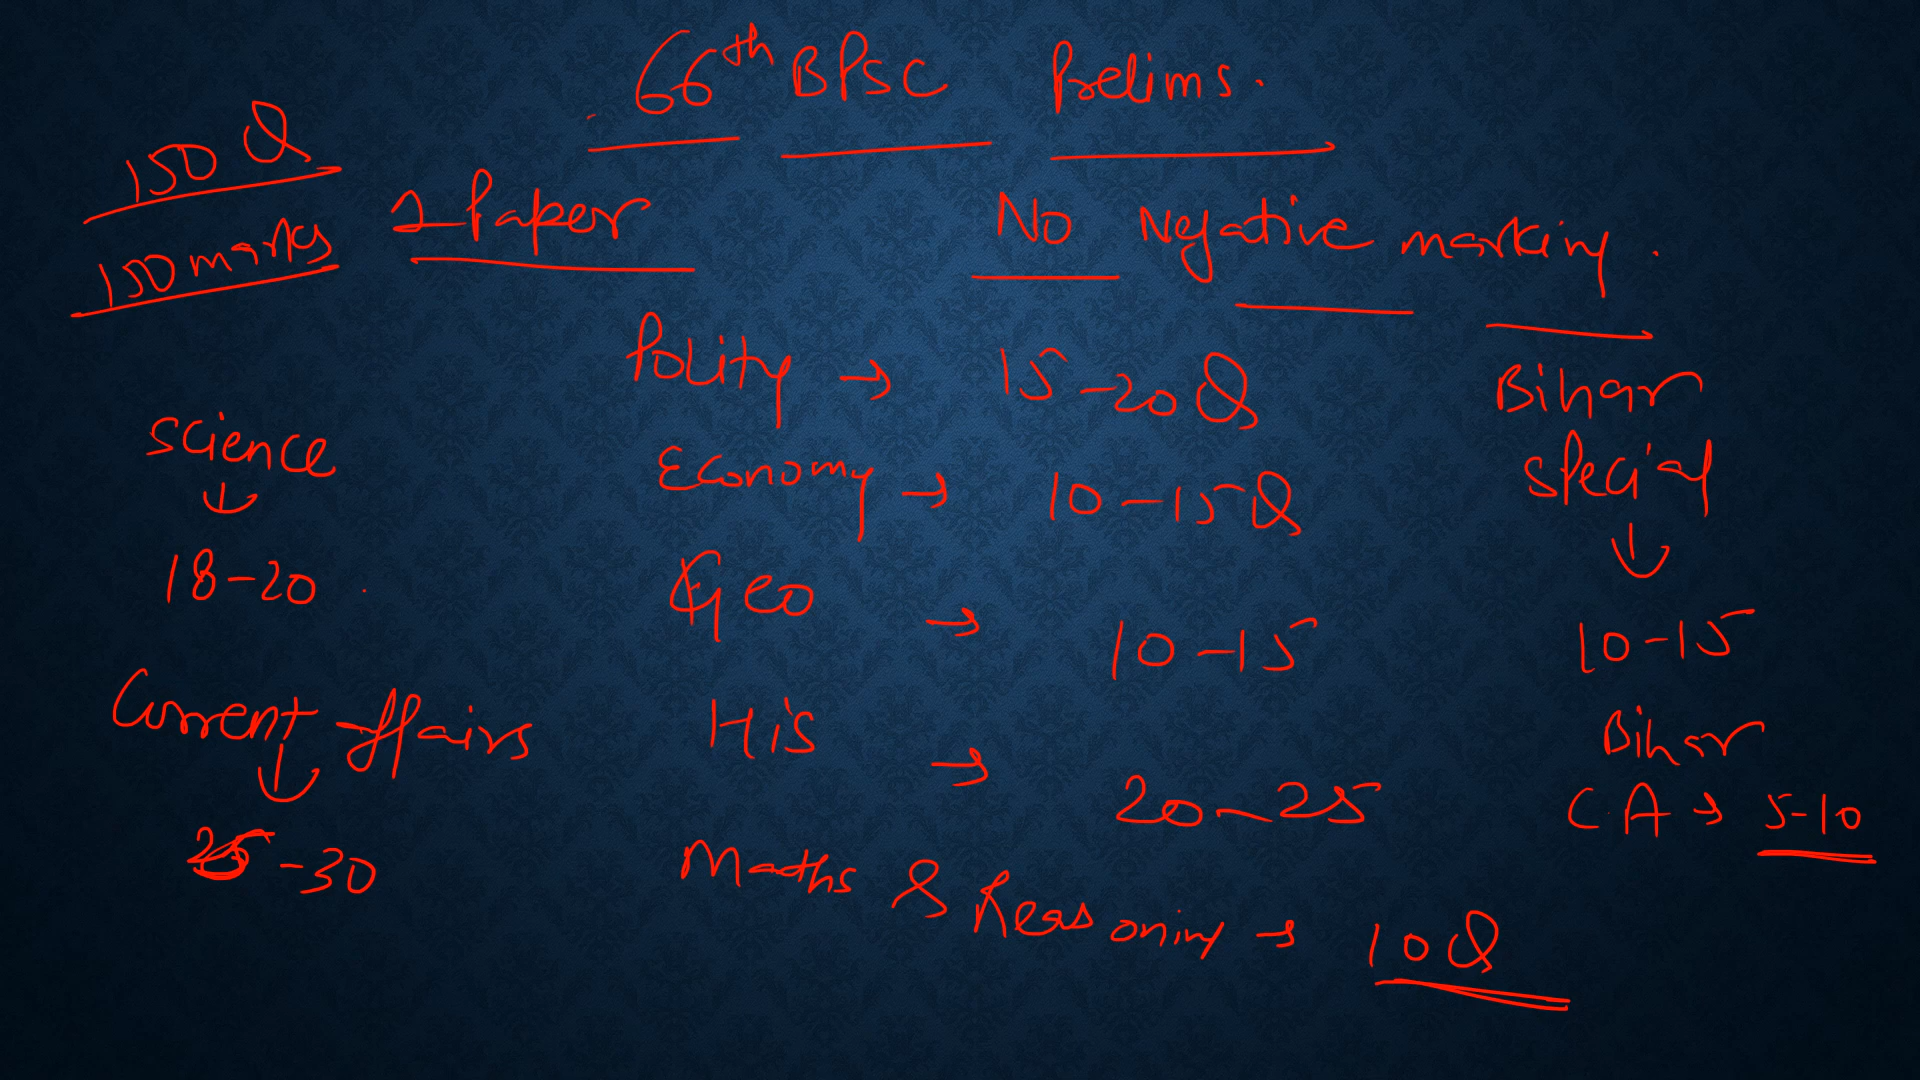 66th BPSC Prelims.
150 Q
150 marks
1 Paper
No Negative marking.
Polity → 15-20 Q
Economy → 10-15 Q
Geo → 10-15
His → 20-25
Maths & Reasoning → 10 Q
Science
↓
18-20
Current affairs
↓
25-30
Bihar
special
↓
10-15
Bihar
CA → 5-10